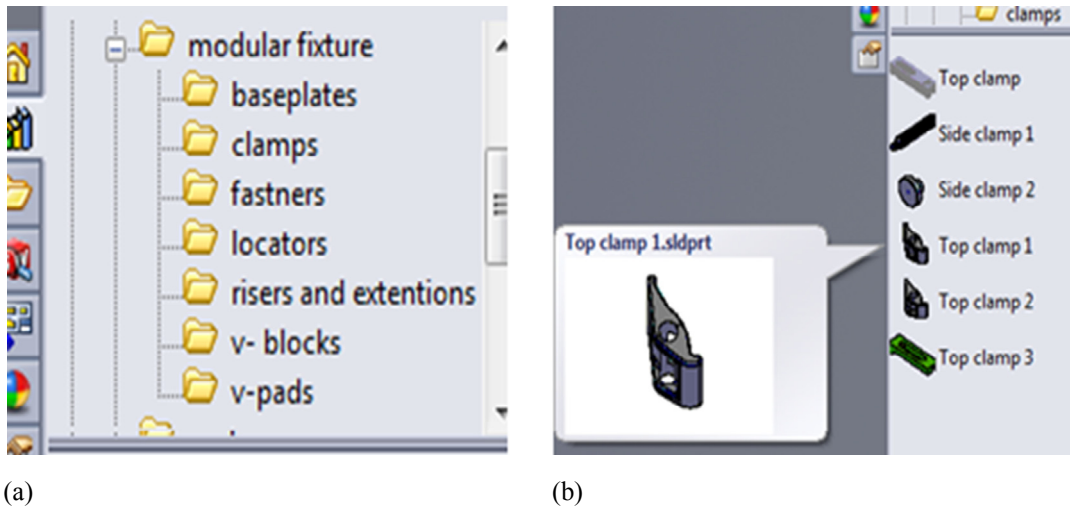 modular fixture
baseplates
clamps
fastners
locators
risers and extentions
v- blocks
v-pads
(a)
clamps
Top clamp
Side clamp 1
Side clamp 2
Top clamp 1
Top clamp 2
Top clamp 3
Top clamp 1.sldprt
(b)